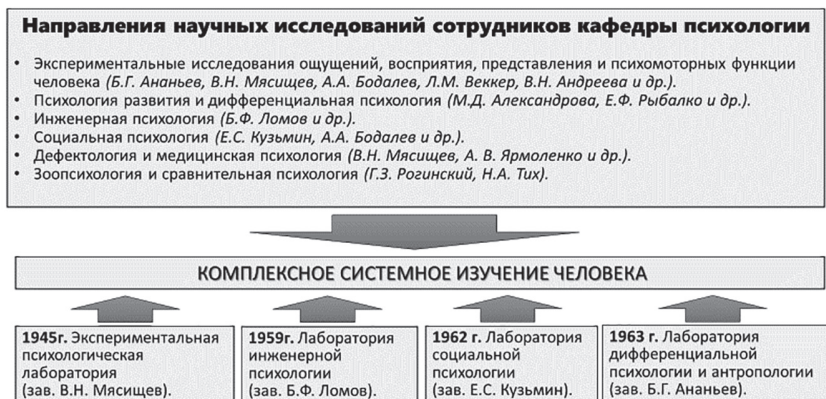 Направления научных исследований сотрудников кафедры психологии
• Экспериментальные исследования ощущений, восприятия, представления и психомоторных функции
человека (Б.Г. Ананьев, В.Н. Мясищев, А.А. Бодалев, Л.М. Веккер, В.Н. Андреева и др.).
• Психология развития и дифференциальная психология (М.Д. Александрова, Е.Ф. Рыбалко и др.).
• Инженерная психология (Б.Ф. Ломов и др.).
• Социальная психология (Е.С. Кузьмин, А.А. Бодалев и др.).
• Дефектология и медицинская психология (В.Н. Мясищев, А. В. Ярмоленко и др.).
• Зоопсихология и сравнительная психология (Г.З. Рогинский, Н.А. Тих).
КОМПЛЕКСНОЕ СИСТЕМНОЕ ИЗУЧЕНИЕ ЧЕЛОВЕКА
1945г. Экспериментальная
психологическая
лаборатория
(зав. В.Н. Мясищев).
1959г. Лаборатория
инженерной
психологии
(зав. Б.Ф. Ломов).
1962 г. Лаборатория
социальной
психологии
(зав. Е.С. Кузьмин).
1963 г. Лаборатория
дифференциальной
психологии и антропологии
(зав. Б.Г. Ананьев).